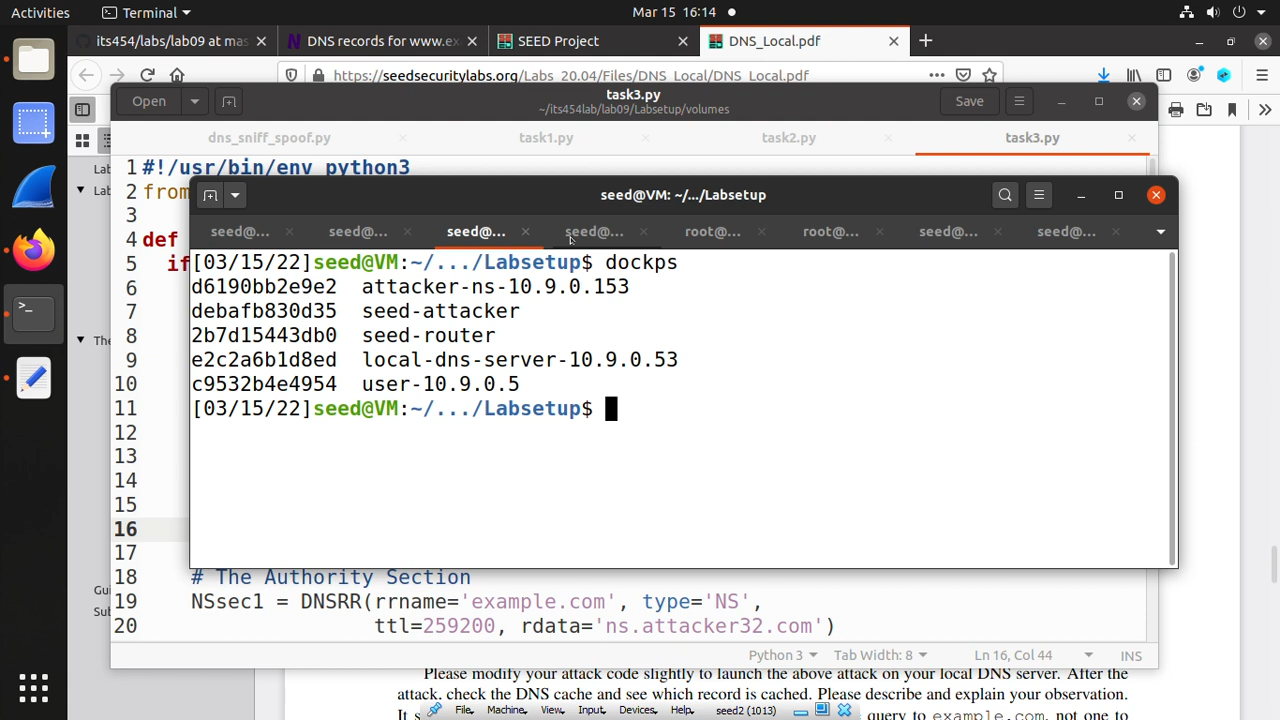 Activities
Terminal
Mar 15 16:14
its454/labs/lab09 at mas
DNS records for www.ex
SEED Project
DNS_Local.pdf
https://seedsecuritylabs.org/Labs_20.04/Files/DNS_Local/DNS_Local.pdf
Open
task3.py
~/its454lab/lab09/Labsetup/volumes
Save
dns_sniff_spoof.py
task1.py
task2.py
task3.py
Lab
Lab
The
Gui
Sub
1 #!/usr/bin/env python3
2 from
3
4 def
5 if
6
7
8
9
10
11
12
13
14
15
16
17
18 # The Authority Section
19 NSsec1 = DNSRR(rrname='example.com', type='NS',
20 ttl=259200, rdata='ns.attacker32.com')
seed@VM: ~/.../Labsetup
seed@...
seed@...
seed@...
seed@...
root@...
root@...
seed@...
seed@...
[03/15/22]seed@VM:~/.../Labsetup$ dockps
d6190bb2e9e2 attacker-ns-10.9.0.153
debafb830d35 seed-attacker
2b7d15443db0 seed-router
e2c2a6b1d8ed local-dns-server-10.9.0.53
c9532b4e4954 user-10.9.0.5
[03/15/22]seed@VM:~/.../Labsetup$
Python 3
Tab Width: 8
Ln 16, Col 44
INS
Please modify your attack code slightly to launch the above attack on your local DNS server. After the
attack, check the DNS cache and see which record is cached. Please describe and explain your observation.
It s
query to example.com, not one to
File
Machine
View
Input
Devices
Help
seed2 (1013)